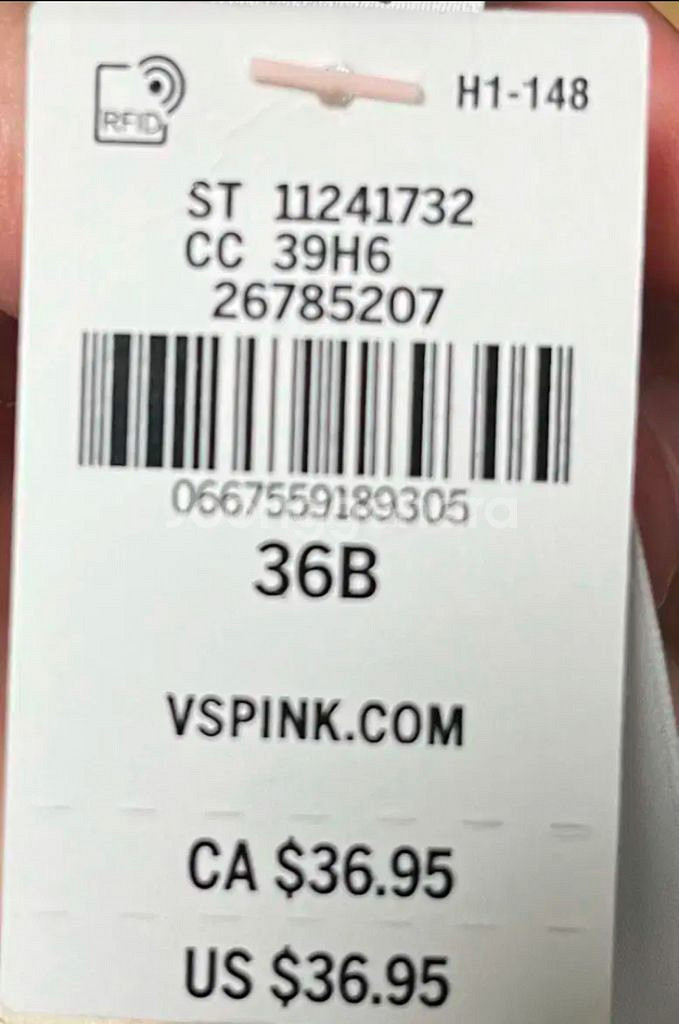 RFID
H1-148
ST 11241732
CC 39H6
26785207
0667559189305
36B
VSPINK.COM
CA $36.95
US $36.95